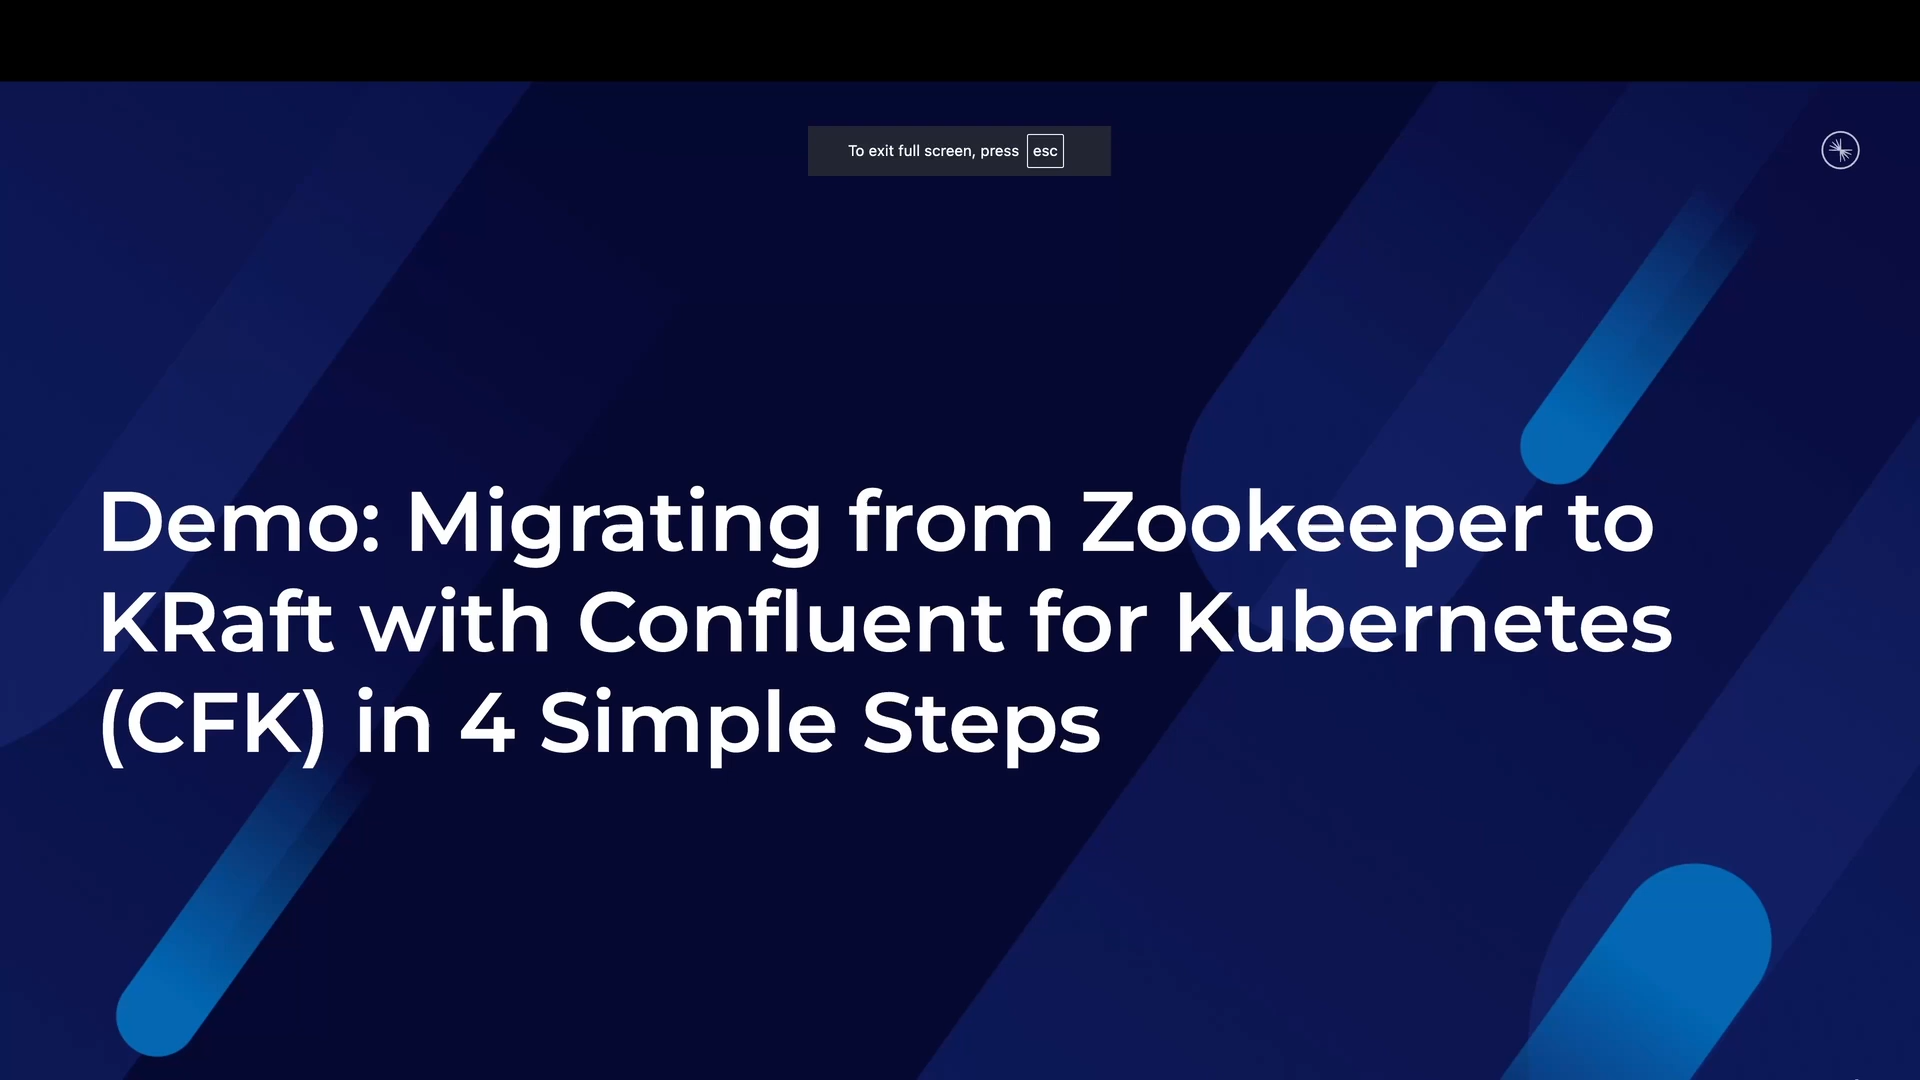 To exit full screen, press esc
Demo: Migrating from Zookeeper to
KRaft with Confluent for Kubernetes
(CFK) in 4 Simple Steps